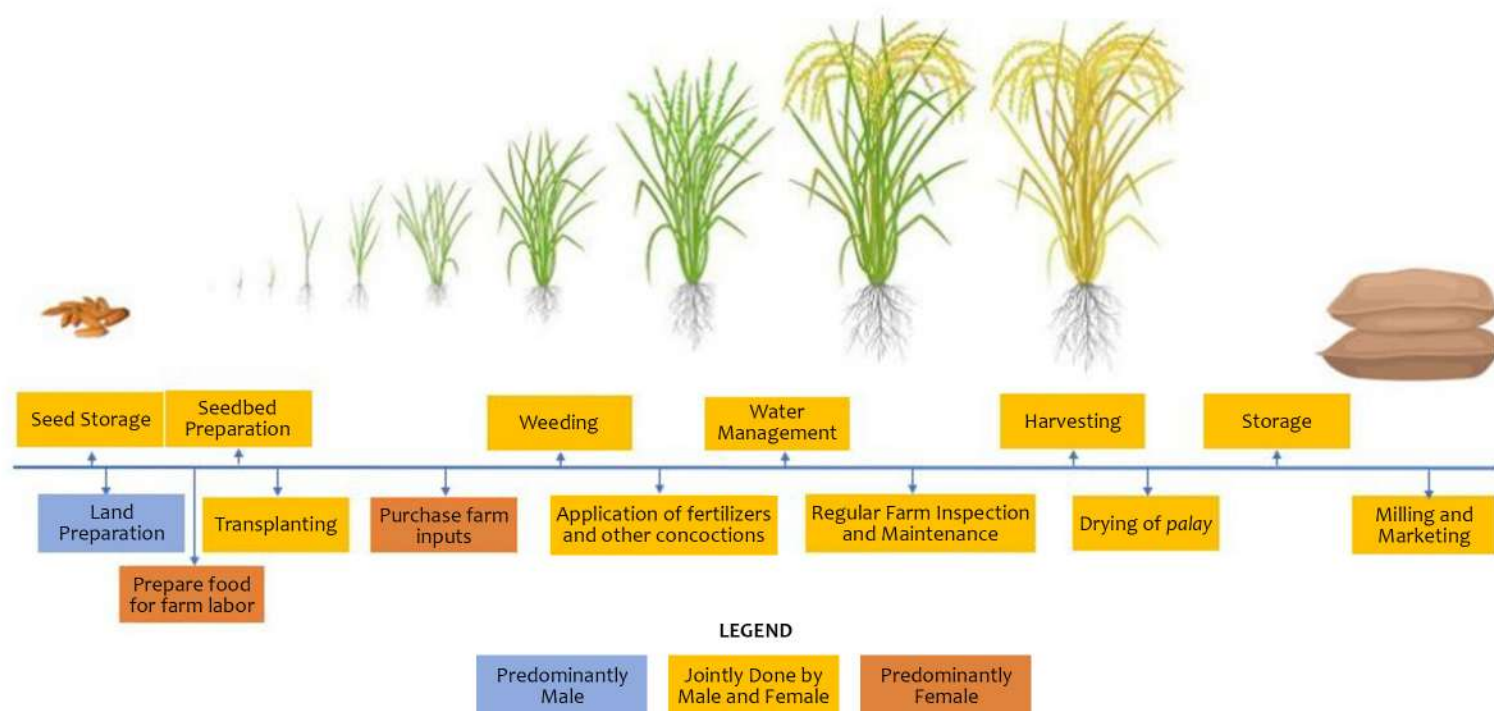 Seed Storage
Seedbed
Preparation
Weeding
Water
Management
Harvesting
Storage
Land
Preparation
Transplanting
Purchase farm
inputs
Application of fertilizers
and other concoctions
Regular Farm Inspection
and Maintenance
Drying of palay
Milling and
Marketing
Prepare food
for farm labor
LEGEND
Predominantly
Male
Jointly Done by
Male and Female
Predominantly
Female